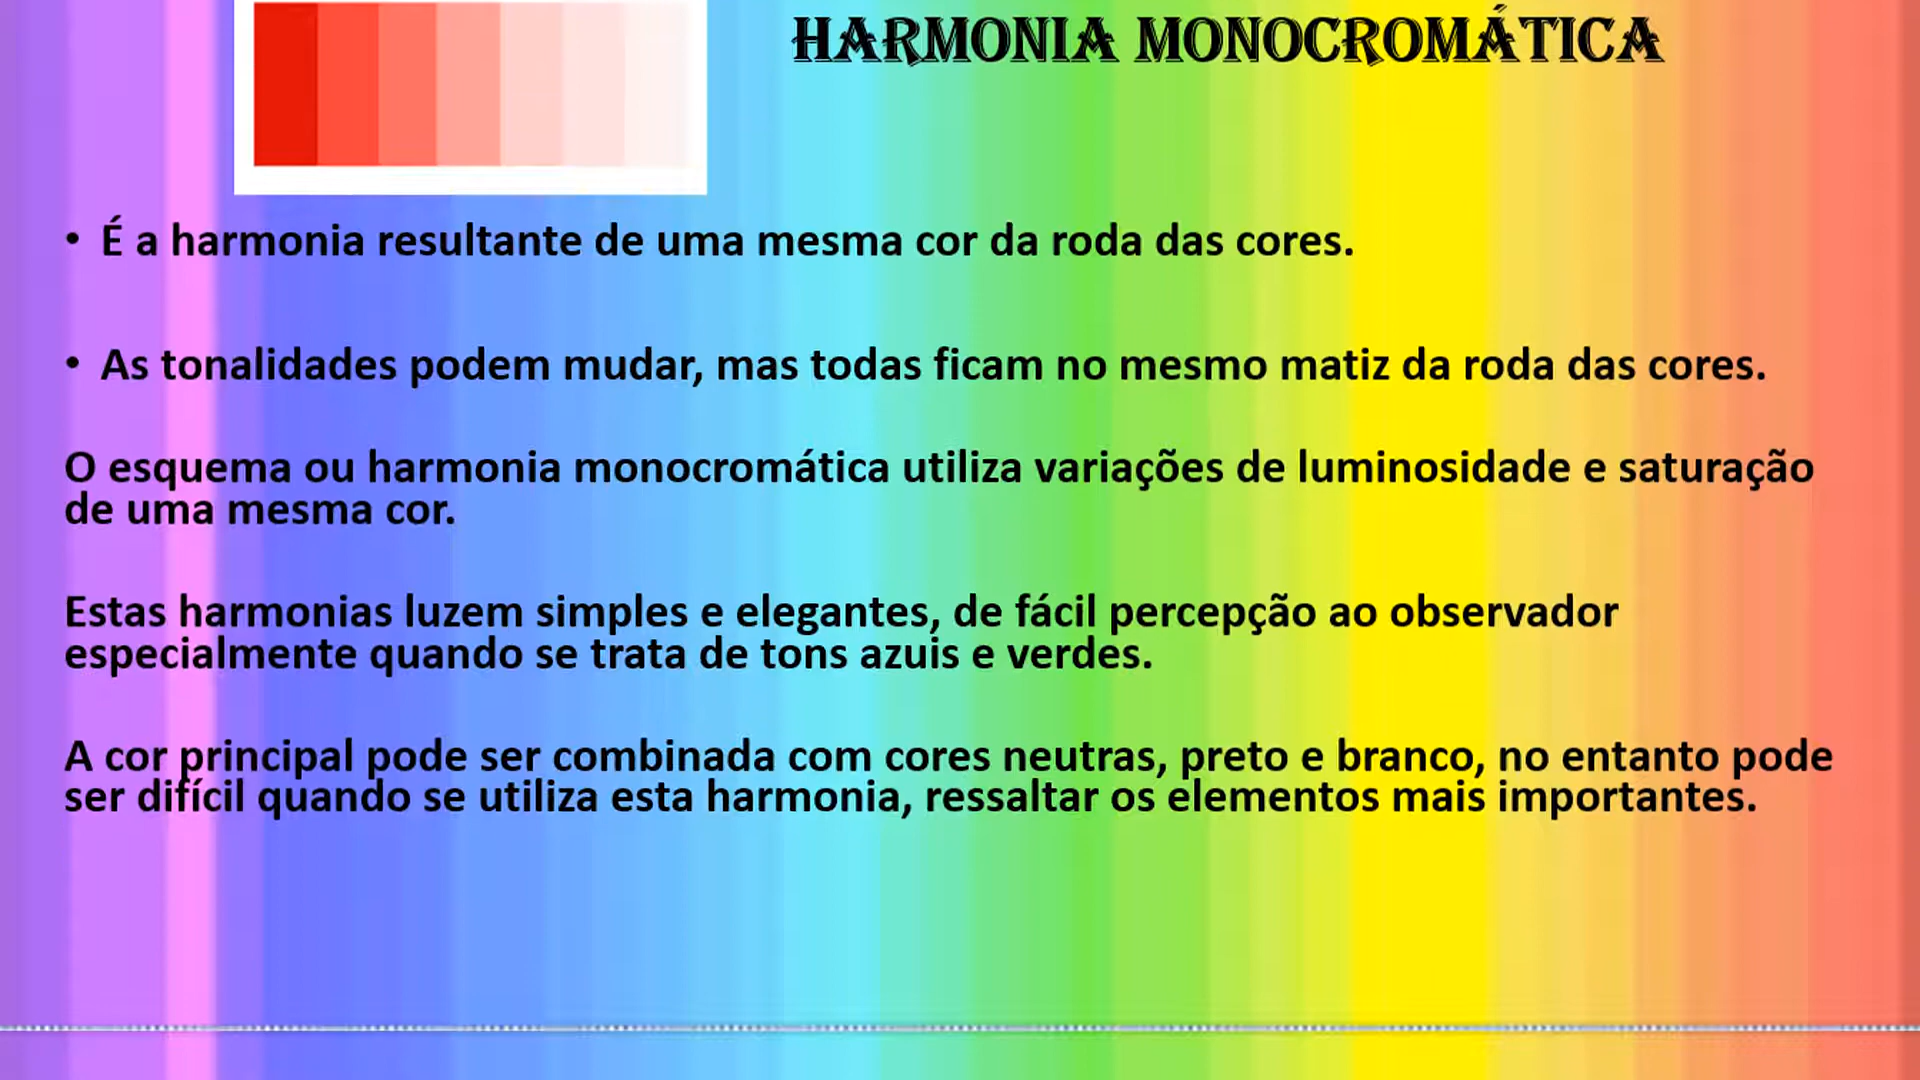 HARMONIA MONOCROMÁTICA
• É a harmonia resultante de uma mesma cor da roda das cores.
• As tonalidades podem mudar, mas todas ficam no mesmo matiz da roda das cores.
O esquema ou harmonia monocromática utiliza variações de luminosidade e saturação
de uma mesma cor.
Estas harmonias luzem simples e elegantes, de fácil percepção ao observador
especialmente quando se trata de tons azuis e verdes.
A cor principal pode ser combinada com cores neutras, preto e branco, no entanto pode
ser difícil quando se utiliza esta harmonia, ressaltar os elementos mais importantes.